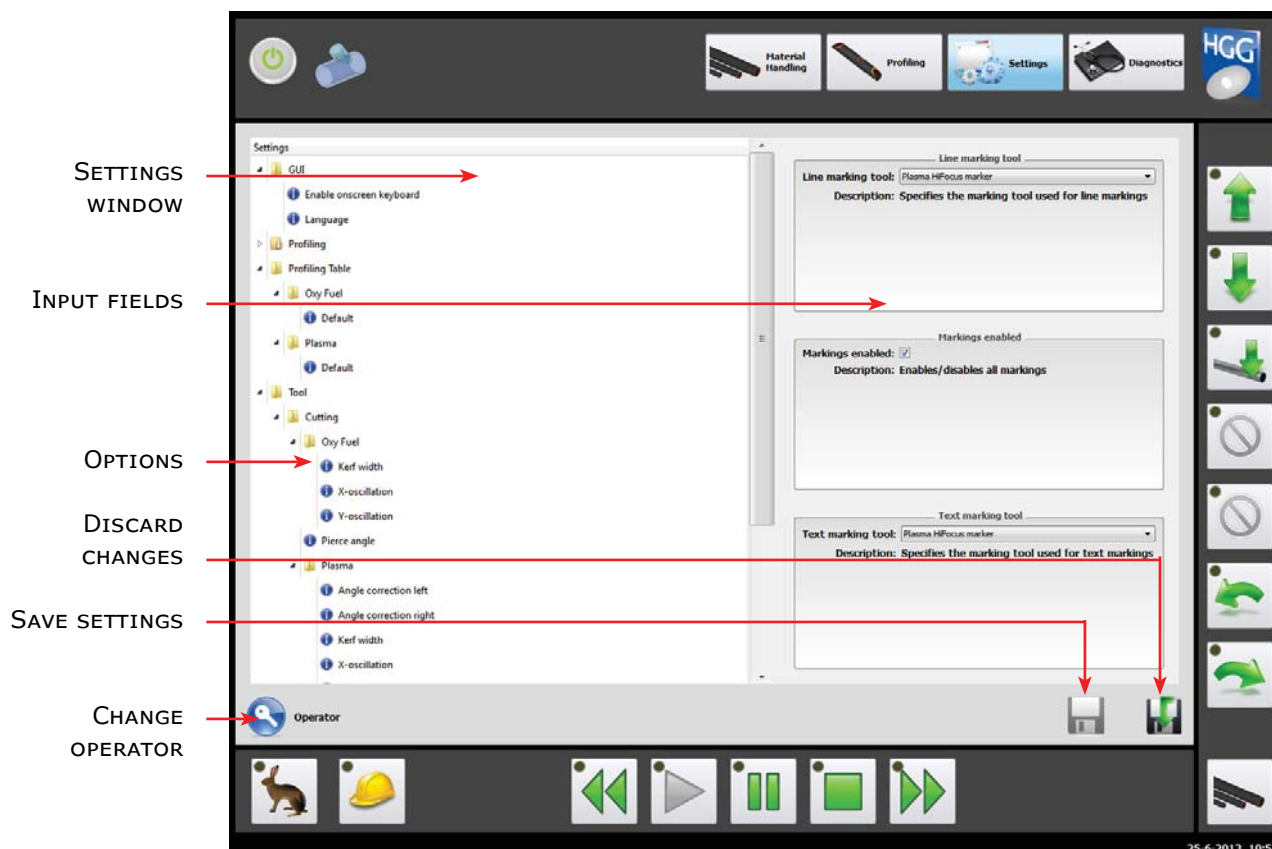 HGG
Material
Handling
Profiling
Settings
Diagnostics
SETTINGS
WINDOW
INPUT FIELDS
OPTIONS
DISCARD
CHANGES
SAVE SETTINGS
CHANGE
OPERATOR
Settings
GUI
Enable onscreen keyboard
Language
Profiling
Profiling Table
Oxy Fuel
Default
Plasma
Default
Tool
Cutting
Oxy Fuel
Kerf width
X-oscillation
Y-oscillation
Pierce angle
Plasma
Angle correction left
Angle correction right
Kerf width
X-oscillation
Line marking tool
Line marking tool: Plasma HiFocus marker
Description: Specifies the marking tool used for line markings
Markings enabled
Markings enabled:
Description: Enables/disables all markings
Text marking tool
Text marking tool: Plasma HiFocus marker
Description: Specifies the marking tool used for text markings
Operator